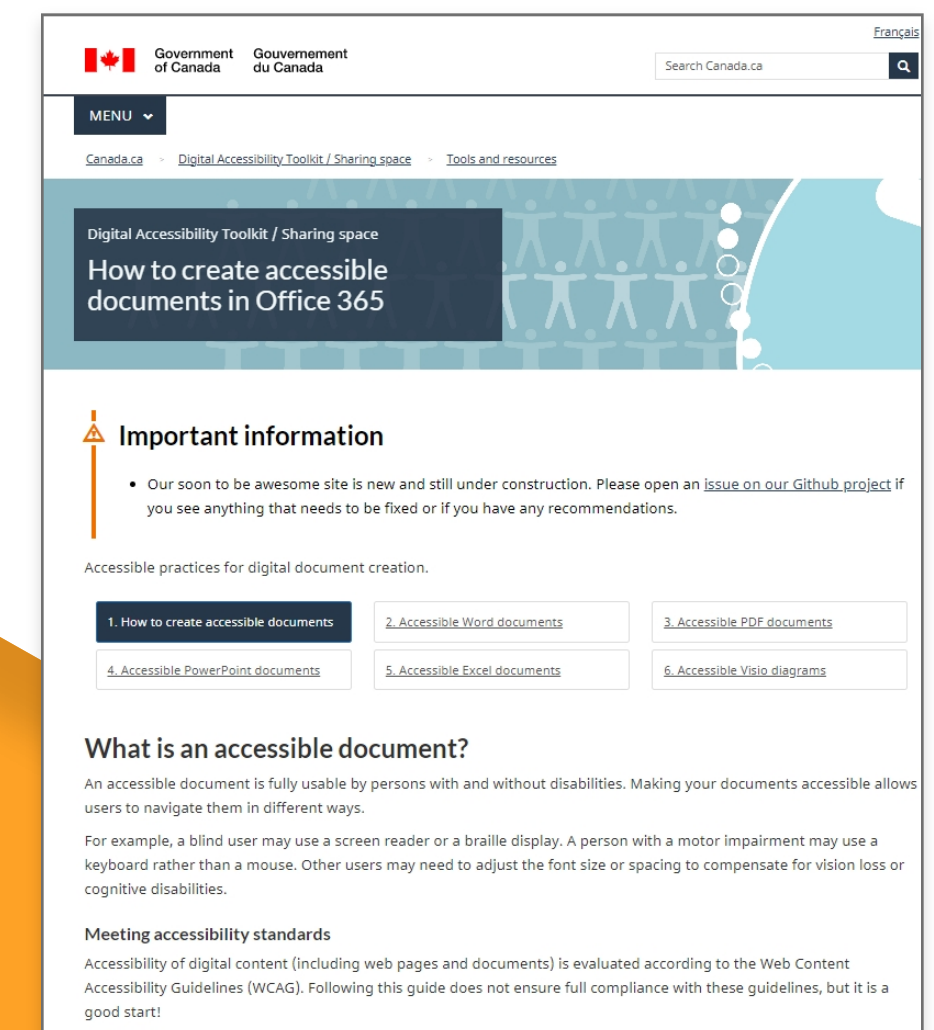 Français
Government of Canada
Gouvernement du Canada
Search Canada.ca
MENU
Canada.ca > Digital Accessibility Toolkit / Sharing space > Tools and resources
Digital Accessibility Toolkit / Sharing space
How to create accessible
documents in Office 365
Important information
• Our soon to be awesome site is new and still under construction. Please open an issue on our Github project if
you see anything that needs to be fixed or if you have any recommendations.
Accessible practices for digital document creation.
1. How to create accessible documents
2. Accessible Word documents
3. Accessible PDF documents
4. Accessible PowerPoint documents
5. Accessible Excel documents
6. Accessible Visio diagrams
What is an accessible document?
An accessible document is fully usable by persons with and without disabilities. Making your documents accessible allows
users to navigate them in different ways.
For example, a blind user may use a screen reader or a braille display. A person with a motor impairment may use a
keyboard rather than a mouse. Other users may need to adjust the font size or spacing to compensate for vision loss or
cognitive disabilities.
Meeting accessibility standards
Accessibility of digital content (including web pages and documents) is evaluated according to the Web Content
Accessibility Guidelines (WCAG). Following this guide does not ensure full compliance with these guidelines, but it is a
good start!